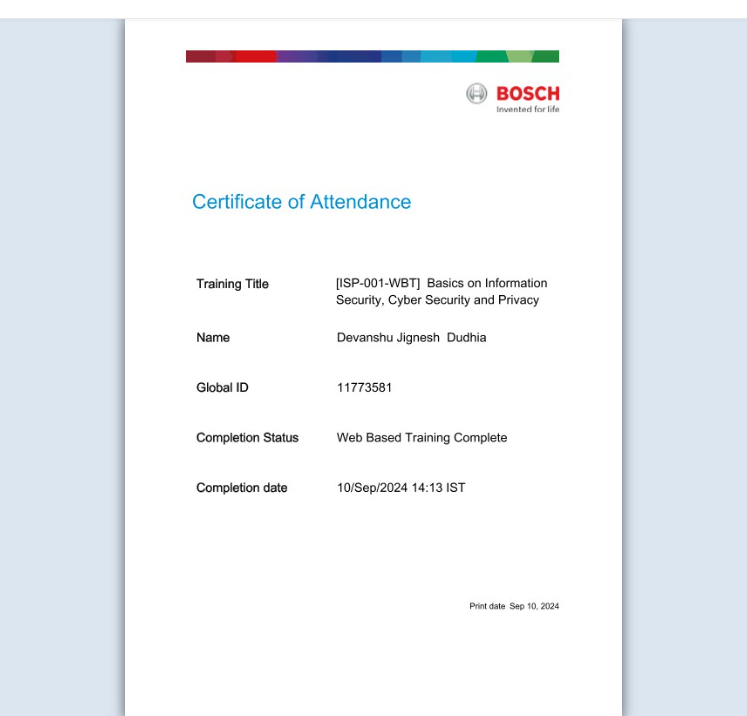 BOSCH
Invented for life
Certificate of Attendance
Training Title
[ISP-001-WBT]  Basics on Information
Security, Cyber Security and Privacy
Name
Devanshu Jignesh  Dudhia
Global ID
11773581
Completion Status
Web Based Training Complete
Completion date
10/Sep/2024 14:13 IST
Print date  Sep 10, 2024